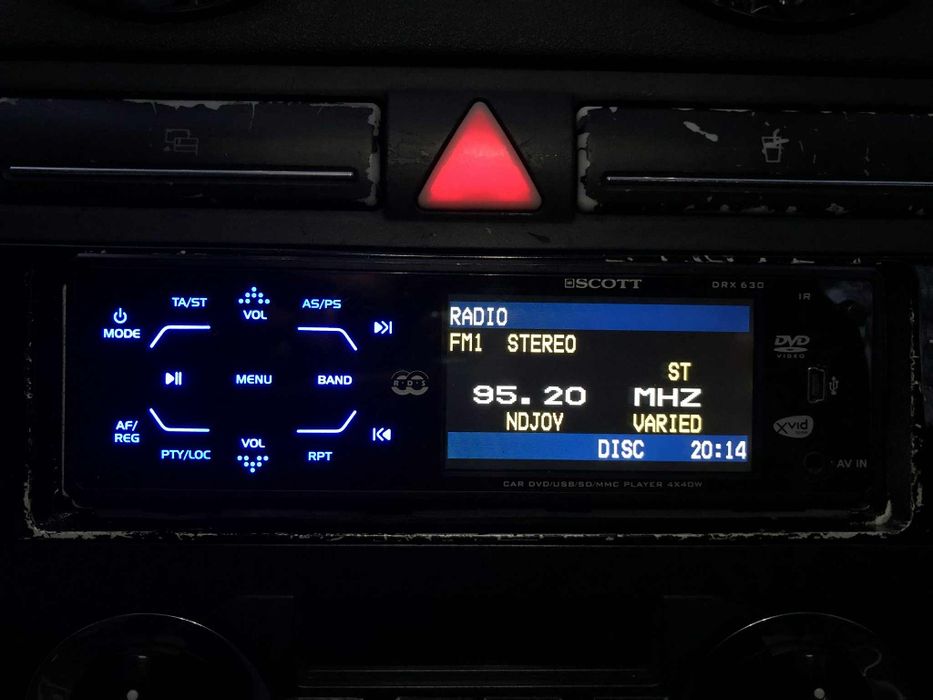 SCOTT
DRX 630
TA/ST
VOL
AS/PS
MODE
MENU
BAND
AF/
REG
PTY/LOC
VOL
RPT
R·D·S
RADIO
FM1 STEREO
ST
95.20 MHZ
NDJOY VARIED
DISC 20:14
CAR DVD/USB/SD/MMC PLAYER 4X40W
IR
DVD
VIDEO
xvid
AV IN